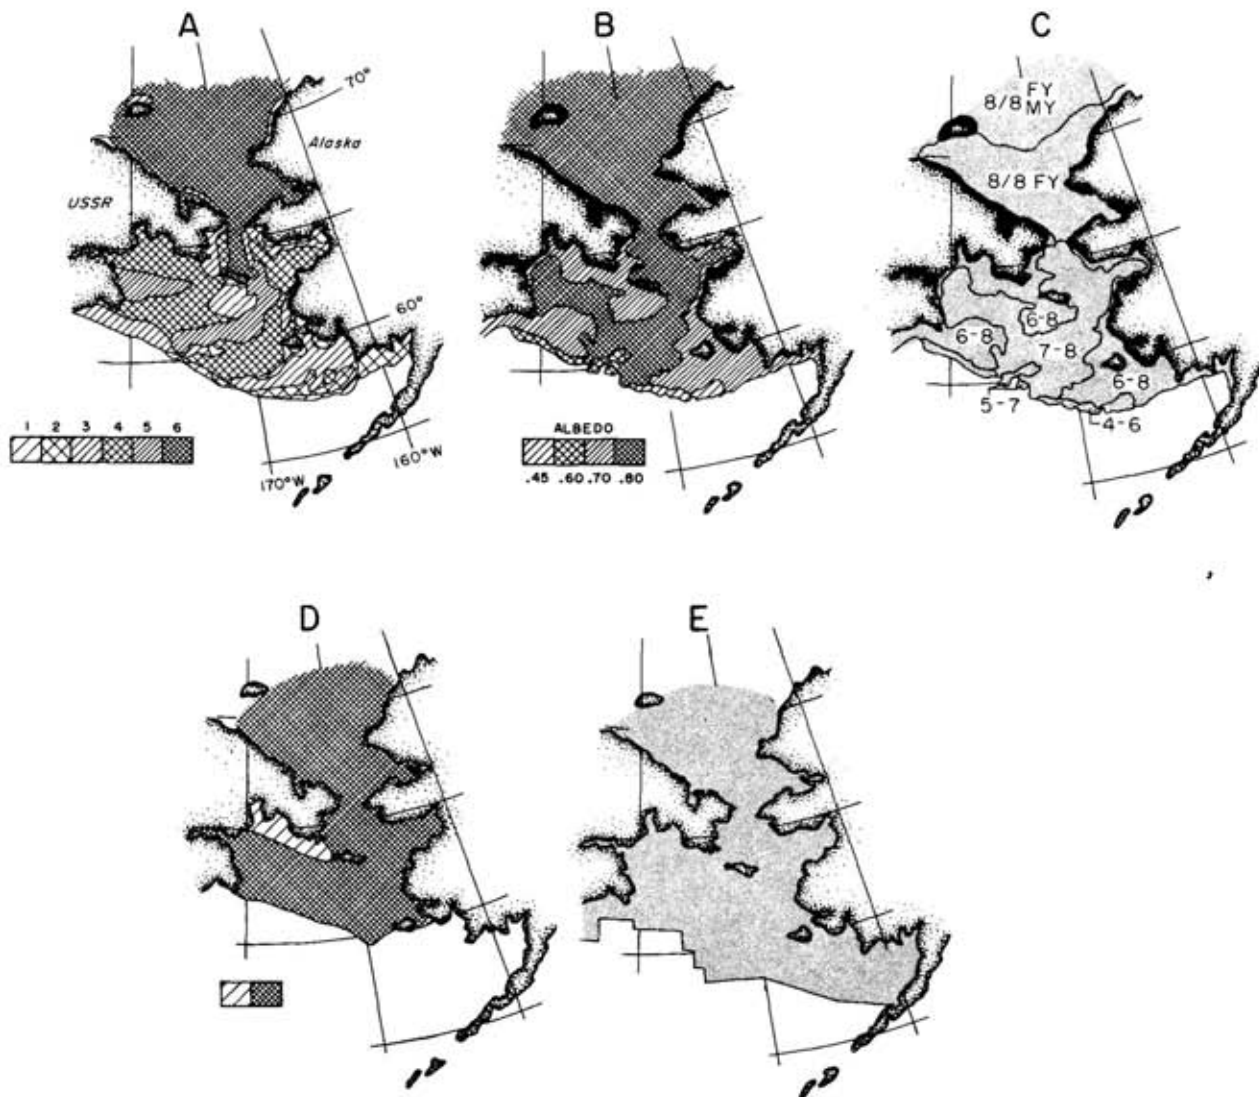 A
B
C
70°
Alaska
USSR
60°
1 2 3 4 5 6
170°W
160°W
ALBEDO
.45 .60 .70 .80
8/8 FY MY
8/8 FY
6-8
6-8
7-8
6-8
5-7
4-6
D
E